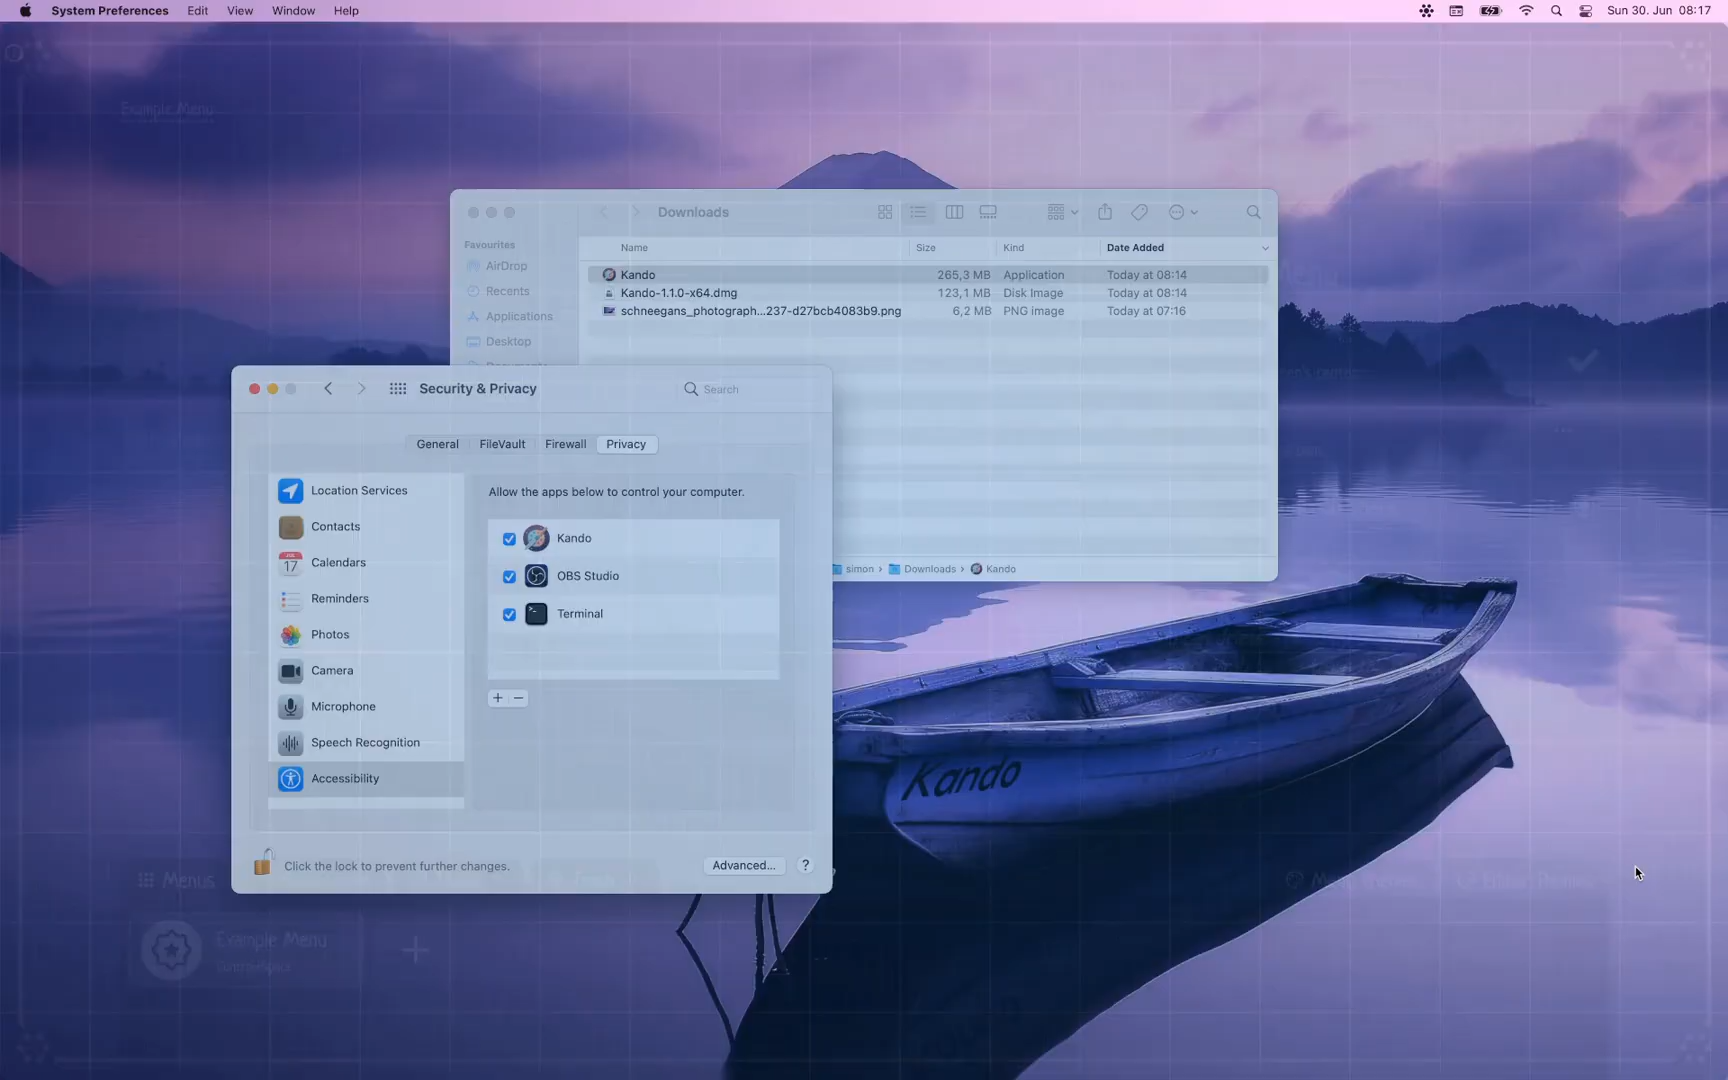 System Preferences Edit View Window Help Sun 30. Jun 08:17
Example Menu
Downloads
Favourites
AirDrop
Recents
Applications
Desktop
Name Size Kind Date Added
Kando 265,3 MB Application Today at 08:14
Kando-1.1.0-x64.dmg 123,1 MB Disk Image Today at 08:14
schneegans_photograph...237-d27bcb4083b9.png 6,2 MB PNG image Today at 07:16
simon › Downloads › Kando
Security & Privacy Search
General FileVault Firewall Privacy
Location Services
Contacts
JUL 17 Calendars
Reminders
Photos
Camera
Microphone
Speech Recognition
Accessibility
Allow the apps below to control your computer.
Kando
OBS Studio
Terminal
+ −
Click the lock to prevent further changes. Advanced... ?
Kando
Menus
Example Menu